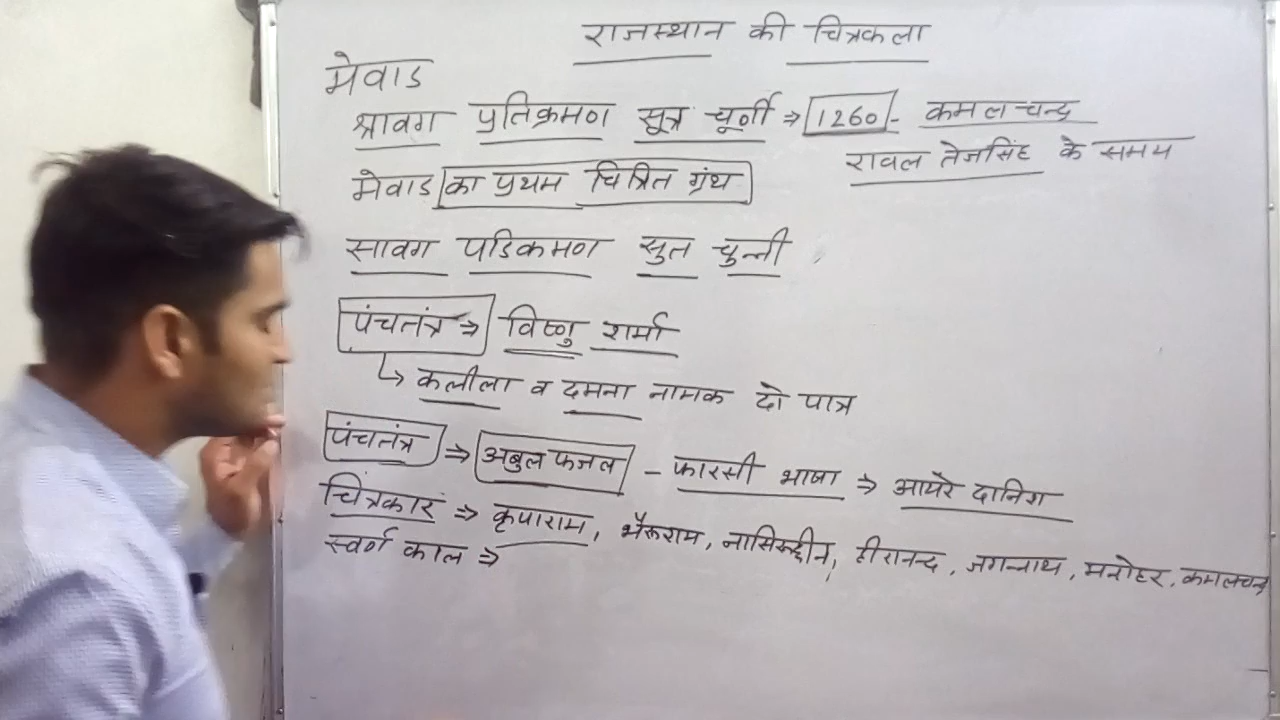 राजस्थान की चित्रकला
मेवाड
श्रावग प्रतिक्रमण सूत्र चूर्णी ⇒ 1260 - कमलचन्द्र
रावल तेजसिंह के समय
मेवाड का प्रथम चित्रित ग्रंथ
सावग पडिकमण सुत चुन्नी
पंचतंत्र ⇒ विष्णु शर्मा
↳ कलीला व दमना नामक दो पात्र
पंचतंत्र ⇒ अबुल फजल - फारसी भाषा ⇒ आयरे दानिश
चित्रकार ⇒ कृपाराम, भैरूराम, नासिरूद्दीन, हीरानन्द, जगन्नाथ, मनोहर, कमलचन्द्र
स्वर्ण काल ⇒